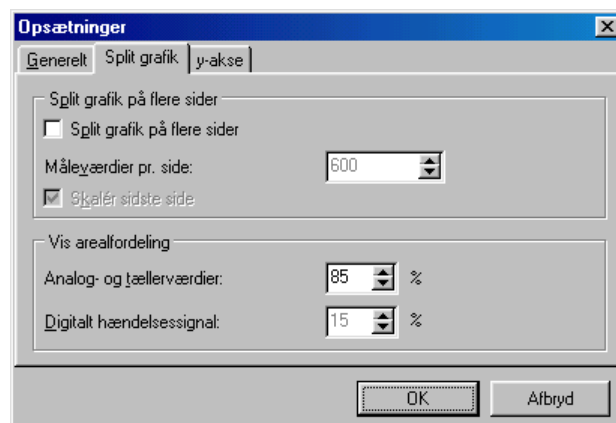 Opsætninger
Generelt Split grafik y-akse
Split grafik på flere sider
Split grafik på flere sider
Måleværdier pr. side: 600
Skalér sidste side
Vis arealfordeling
Analog- og tællerværdier: 85 %
Digitalt hændelsessignal: 15 %
OK Afbryd